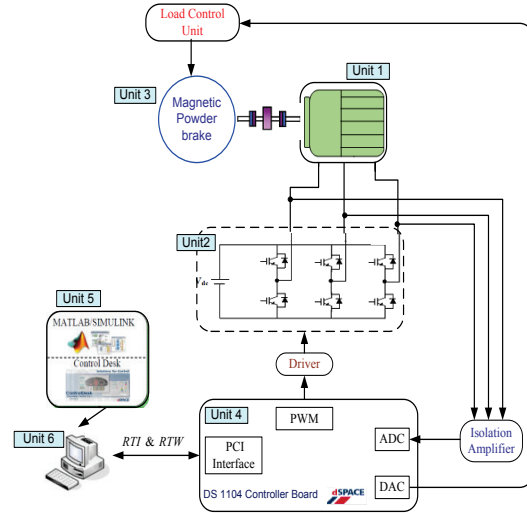 Load Control
Unit
Unit 1
Unit 3
Magnetic
Powder
brake
Unit2
Vdc
Unit 5
MATLAB/SIMULINK
Control Desk
Driver
Unit 4
PWM
Unit 6
RTI & RTW
PCI
Interface
ADC
Isolation
Amplifier
DAC
DS 1104 Controller Board
dSPACE